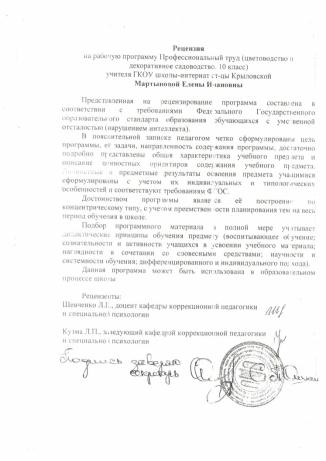 Рецензия
на рабочую программу Профессиональный труд (цветоводство и
декоративное садоводство. 10 класс)
учителя ГКОУ школы-интернат ст-цы Крыловской
Мартыновой Елены Ивановны
Представленная на рецензирование программа составлена в
соответствии с требованиями Федерального Государственного
образовательного стандарта образования обучающихся с умственной
отсталостью (нарушением интеллекта).
В пояснительной записке педагогом четко сформулированы цель
программы, её задачи, направленность содержания программы, достаточно
подробно представлены общая характеристика учебного предмета и
описание ценностных ориентиров содержания учебного предмета.
Личностные и предметные результаты освоения предмета учащимися
сформулированы с учетом их индивидуальных и типологических
особенностей и соответствуют требованиям ФГОС.
Достоинством программы является её построение по
концентрическому типу, с учетом преемственности планирования тем на весь
период обучения в школе.
Подбор программного материала в полной мере учитывает
дидактические принципы обучения предмету (воспитывающее обучение;
сознательности и активности учащихся в усвоении учебного материала;
наглядности в сочетании со словесными средствами; научности и
системности обучения; дифференцированного и индивидуального подхода).
Данная программа может быть использована в образовательном
процессе школы
Рецензенты:
доцент кафедры коррекционной педагогики
и специальной психологии
Кузма Л.П., заведующий кафедрой коррекционной педагогики
и специальной психологии
Подпись заверяю